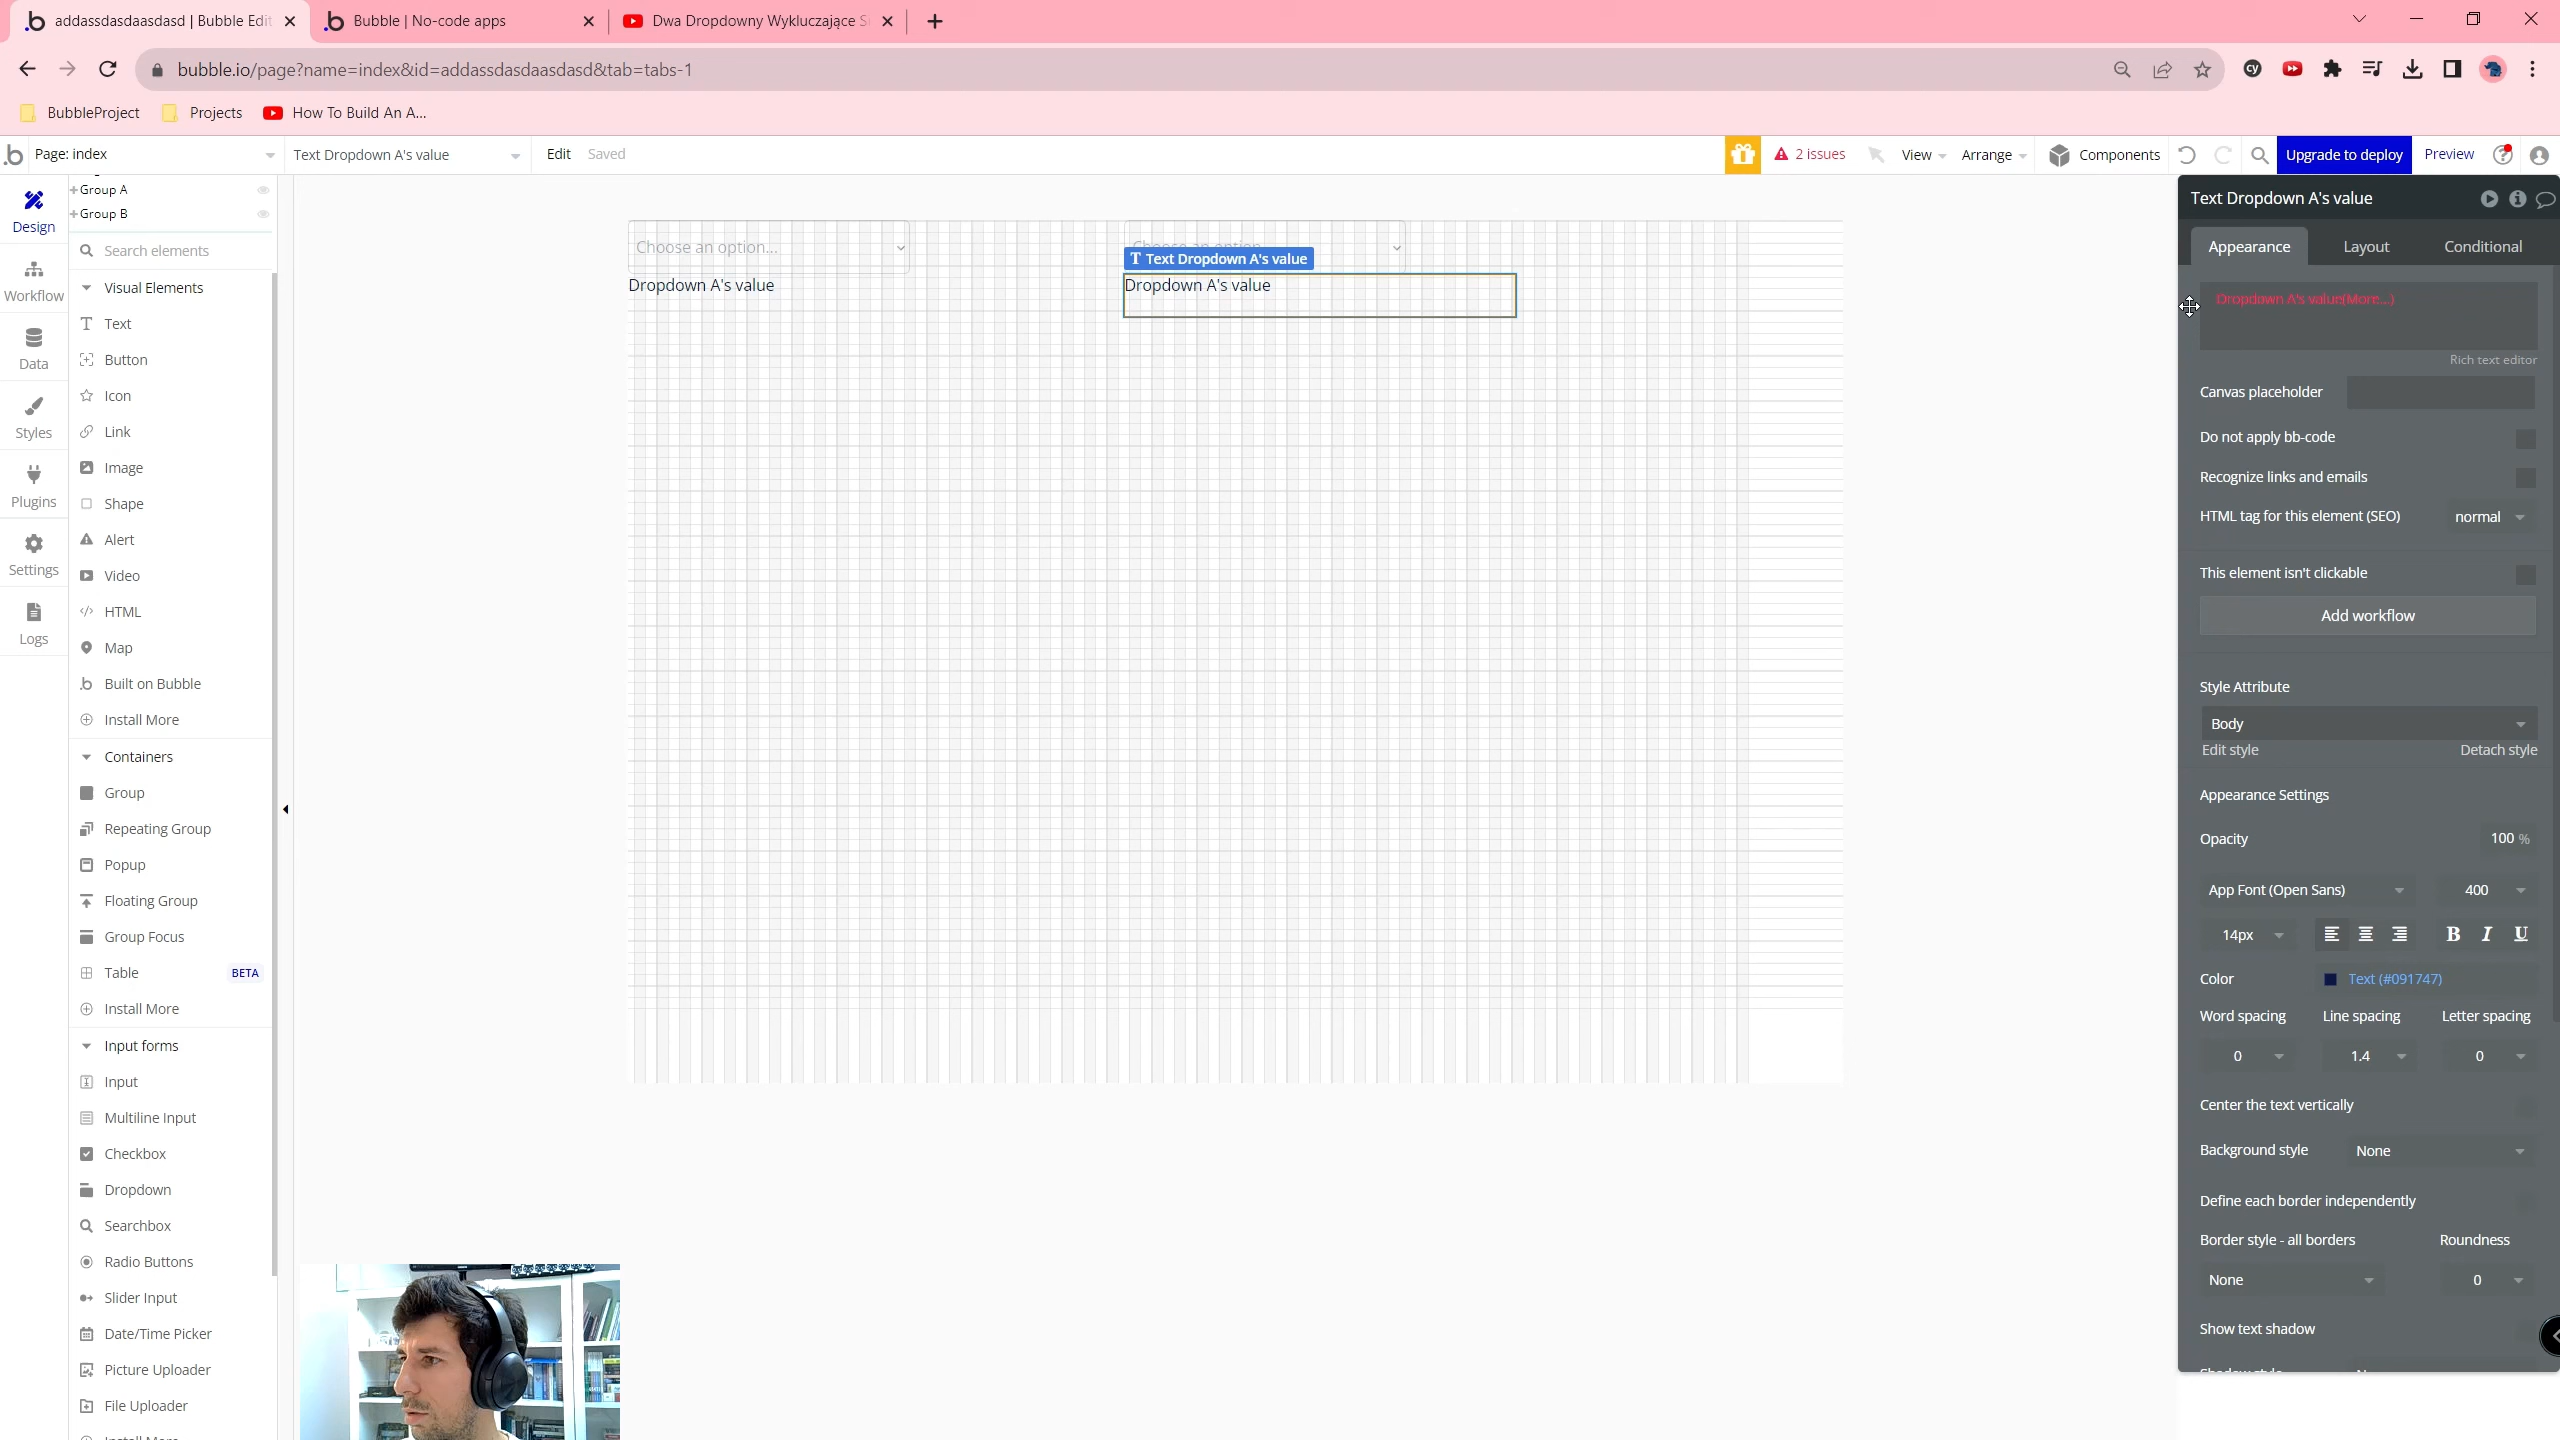 addassdasdaasdasd | Bubble Edit
Bubble | No-code apps
Dwa Dropdowny Wykluczające S
bubble.io/page?name=index&id=addassdasdaasdasd&tab=tabs-1
BubbleProject
Projects
How To Build An A...
Page: index
Text Dropdown A's value
Edit
Saved
2 issues
View
Arrange
Components
Upgrade to deploy
Preview
Design
Workflow
Data
Styles
Plugins
Settings
Logs
Group A
Group B
Search elements
Visual Elements
Text
Button
Icon
Link
Image
Shape
Alert
Video
HTML
Map
Built on Bubble
Install More
Containers
Group
Repeating Group
Popup
Floating Group
Group Focus
Table BETA
Install More
Input forms
Input
Multiline Input
Checkbox
Dropdown
Searchbox
Radio Buttons
Slider Input
Date/Time Picker
Picture Uploader
File Uploader
Install More
Choose an option...
Dropdown A's value
Choose an option...
Text Dropdown A's value
Dropdown A's value
Text Dropdown A's value
Appearance
Layout
Conditional
Dropdown A's value(More...)
Rich text editor
Canvas placeholder
Do not apply bb-code
Recognize links and emails
HTML tag for this element (SEO) normal
This element isn't clickable
Add workflow
Style Attribute
Body
Edit style
Detach style
Appearance Settings
Opacity 100 %
App Font (Open Sans) 400
14px B I U
Color Text (#091747)
Word spacing Line spacing Letter spacing
0 1.4 0
Center the text vertically
Background style None
Define each border independently
Border style - all borders Roundness
None 0
Show text shadow